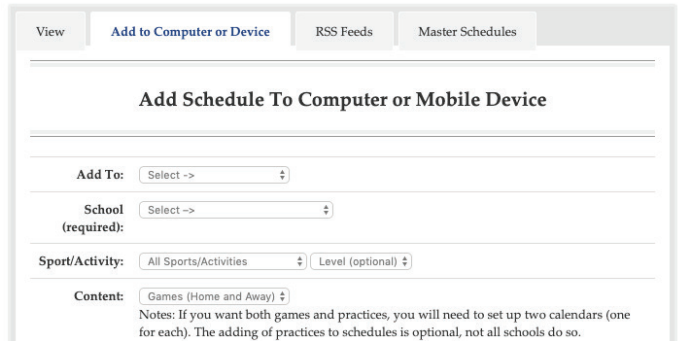 View Add to Computer or Device RSS Feeds Master Schedules
Add Schedule To Computer or Mobile Device
Add To: Select ->
School (required): Select –>
Sport/Activity: All Sports/Activities Level (optional)
Content: Games (Home and Away)
Notes: If you want both games and practices, you will need to set up two calendars (one
for each). The adding of practices to schedules is optional, not all schools do so.